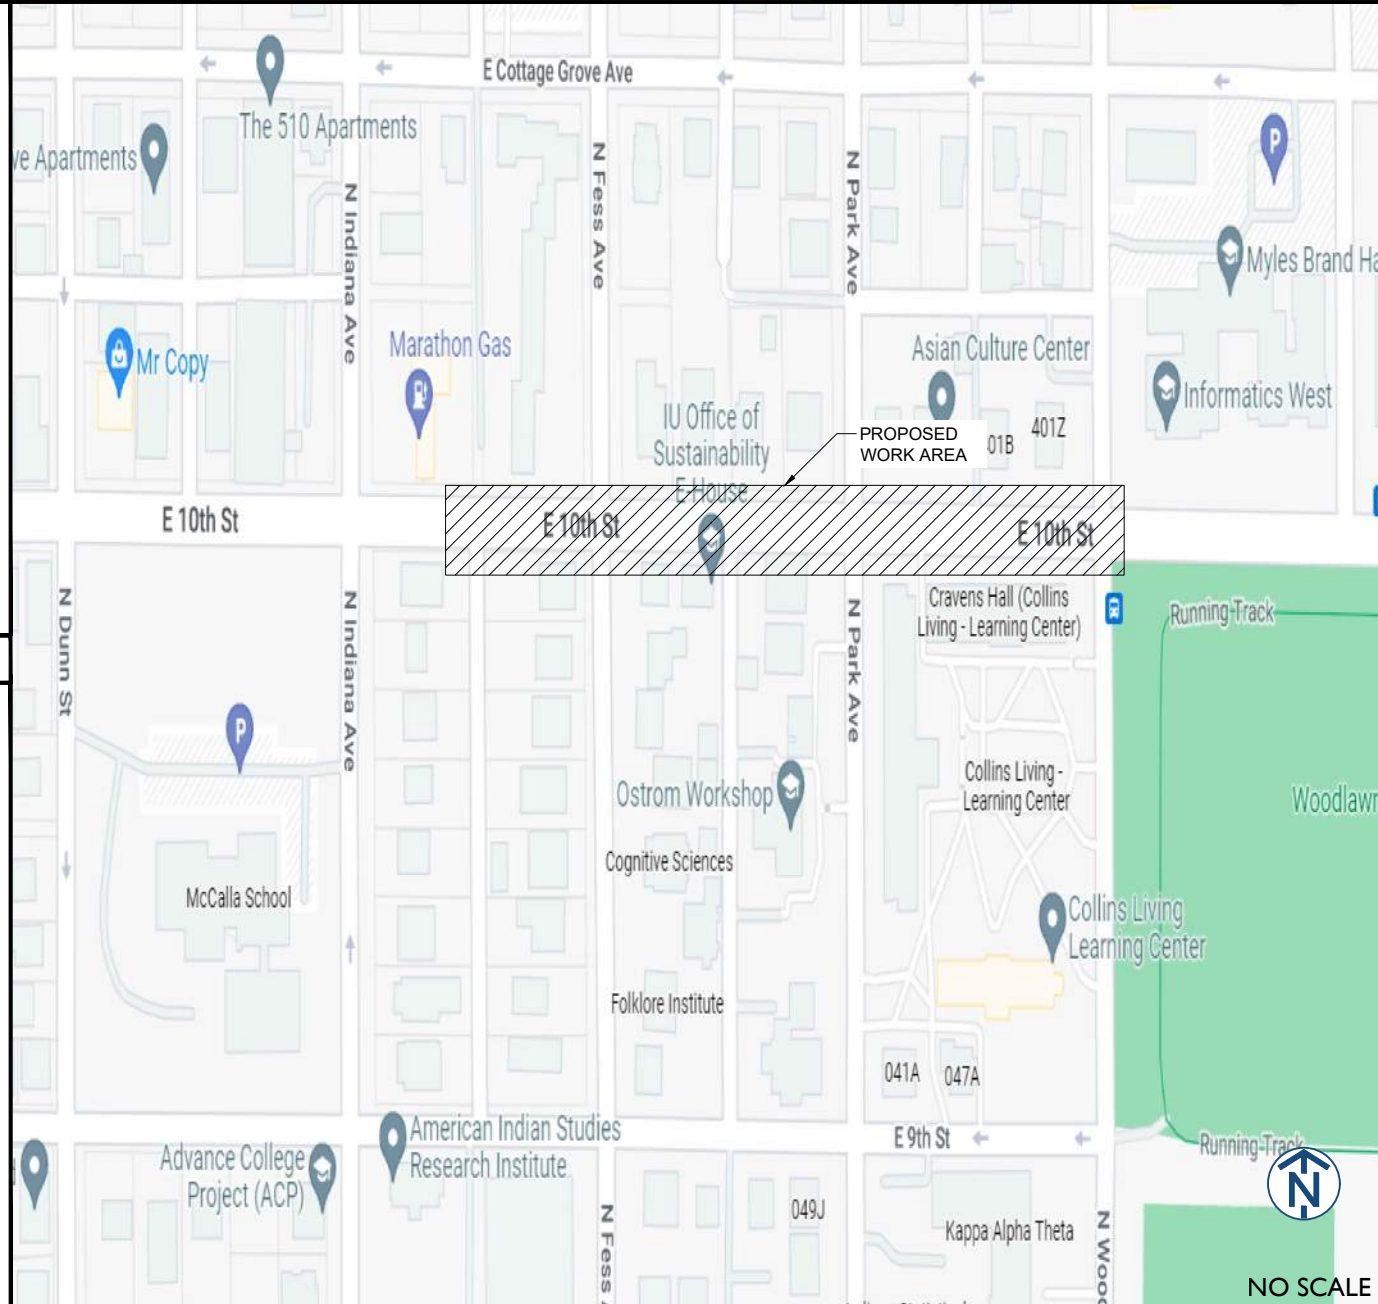 E Cottage Grove Ave
The 510 Apartments
ve Apartments
N Indiana Ave
N Fess Ave
N Park Ave
P
Myles Brand Ha
Mr Copy
Marathon Gas
Asian Culture Center
Informatics West
IU Office of
Sustainability
E-House
PROPOSED
WORK AREA
01B
401Z
E 10th St
E 10th St
E 10th St
N Dunn St
N Indiana Ave
N Park Ave
Cravens Hall (Collins
Living - Learning Center)
Running Track
P
Ostrom Workshop
Collins Living -
Learning Center
Woodlawn
Cognitive Sciences
McCalla School
Collins Living
Learning Center
Folklore Institute
041A
047A
American Indian Studies
Research Institute
E 9th St
Running Track
Advance College
Project (ACP)
N
049J
N Fess
Kappa Alpha Theta
N Wood
NO SCALE